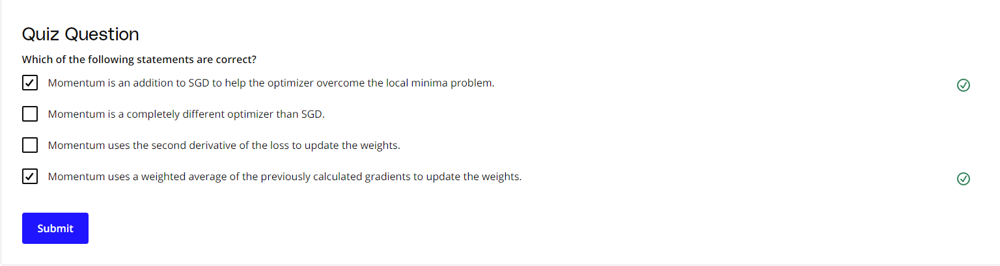 Quiz Question
Which of the following statements are correct?
Momentum is an addition to SGD to help the optimizer overcome the local minima problem.
Momentum is a completely different optimizer than SGD.
Momentum uses the second derivative of the loss to update the weights.
Momentum uses a weighted average of the previously calculated gradients to update the weights.
Submit